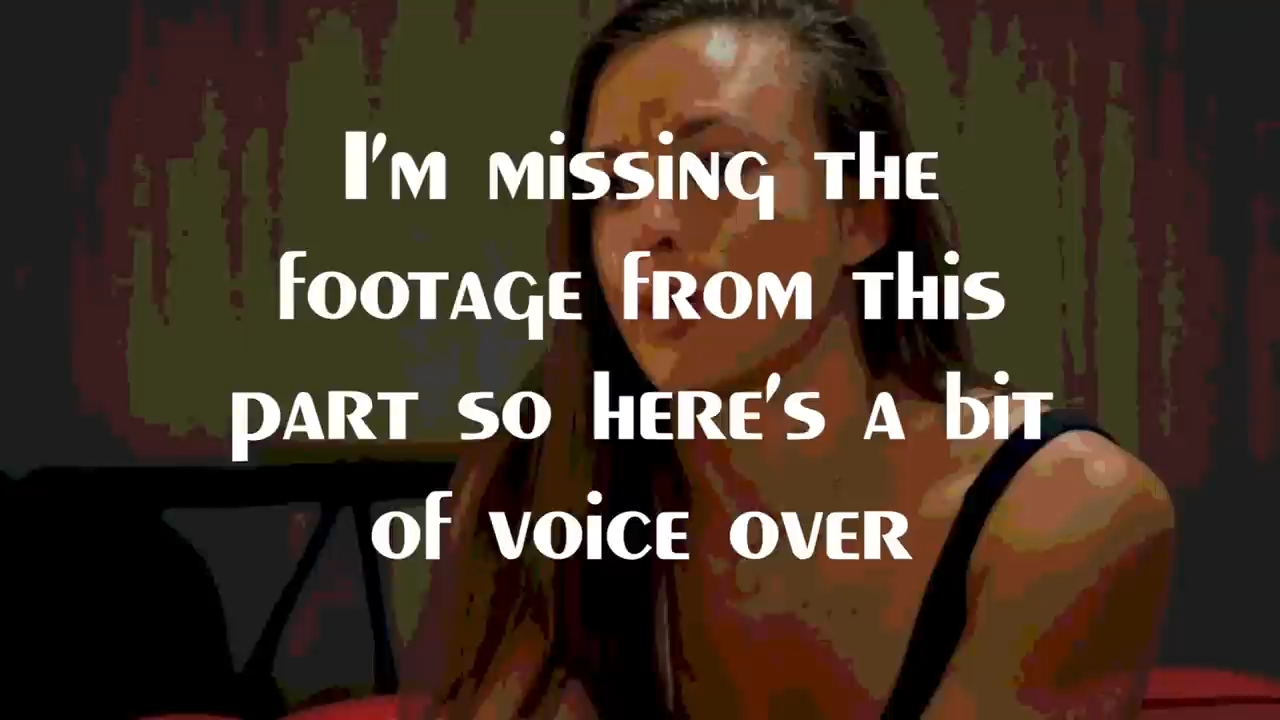 I'm missing the
footage from this
part so here's a bit
of voice over